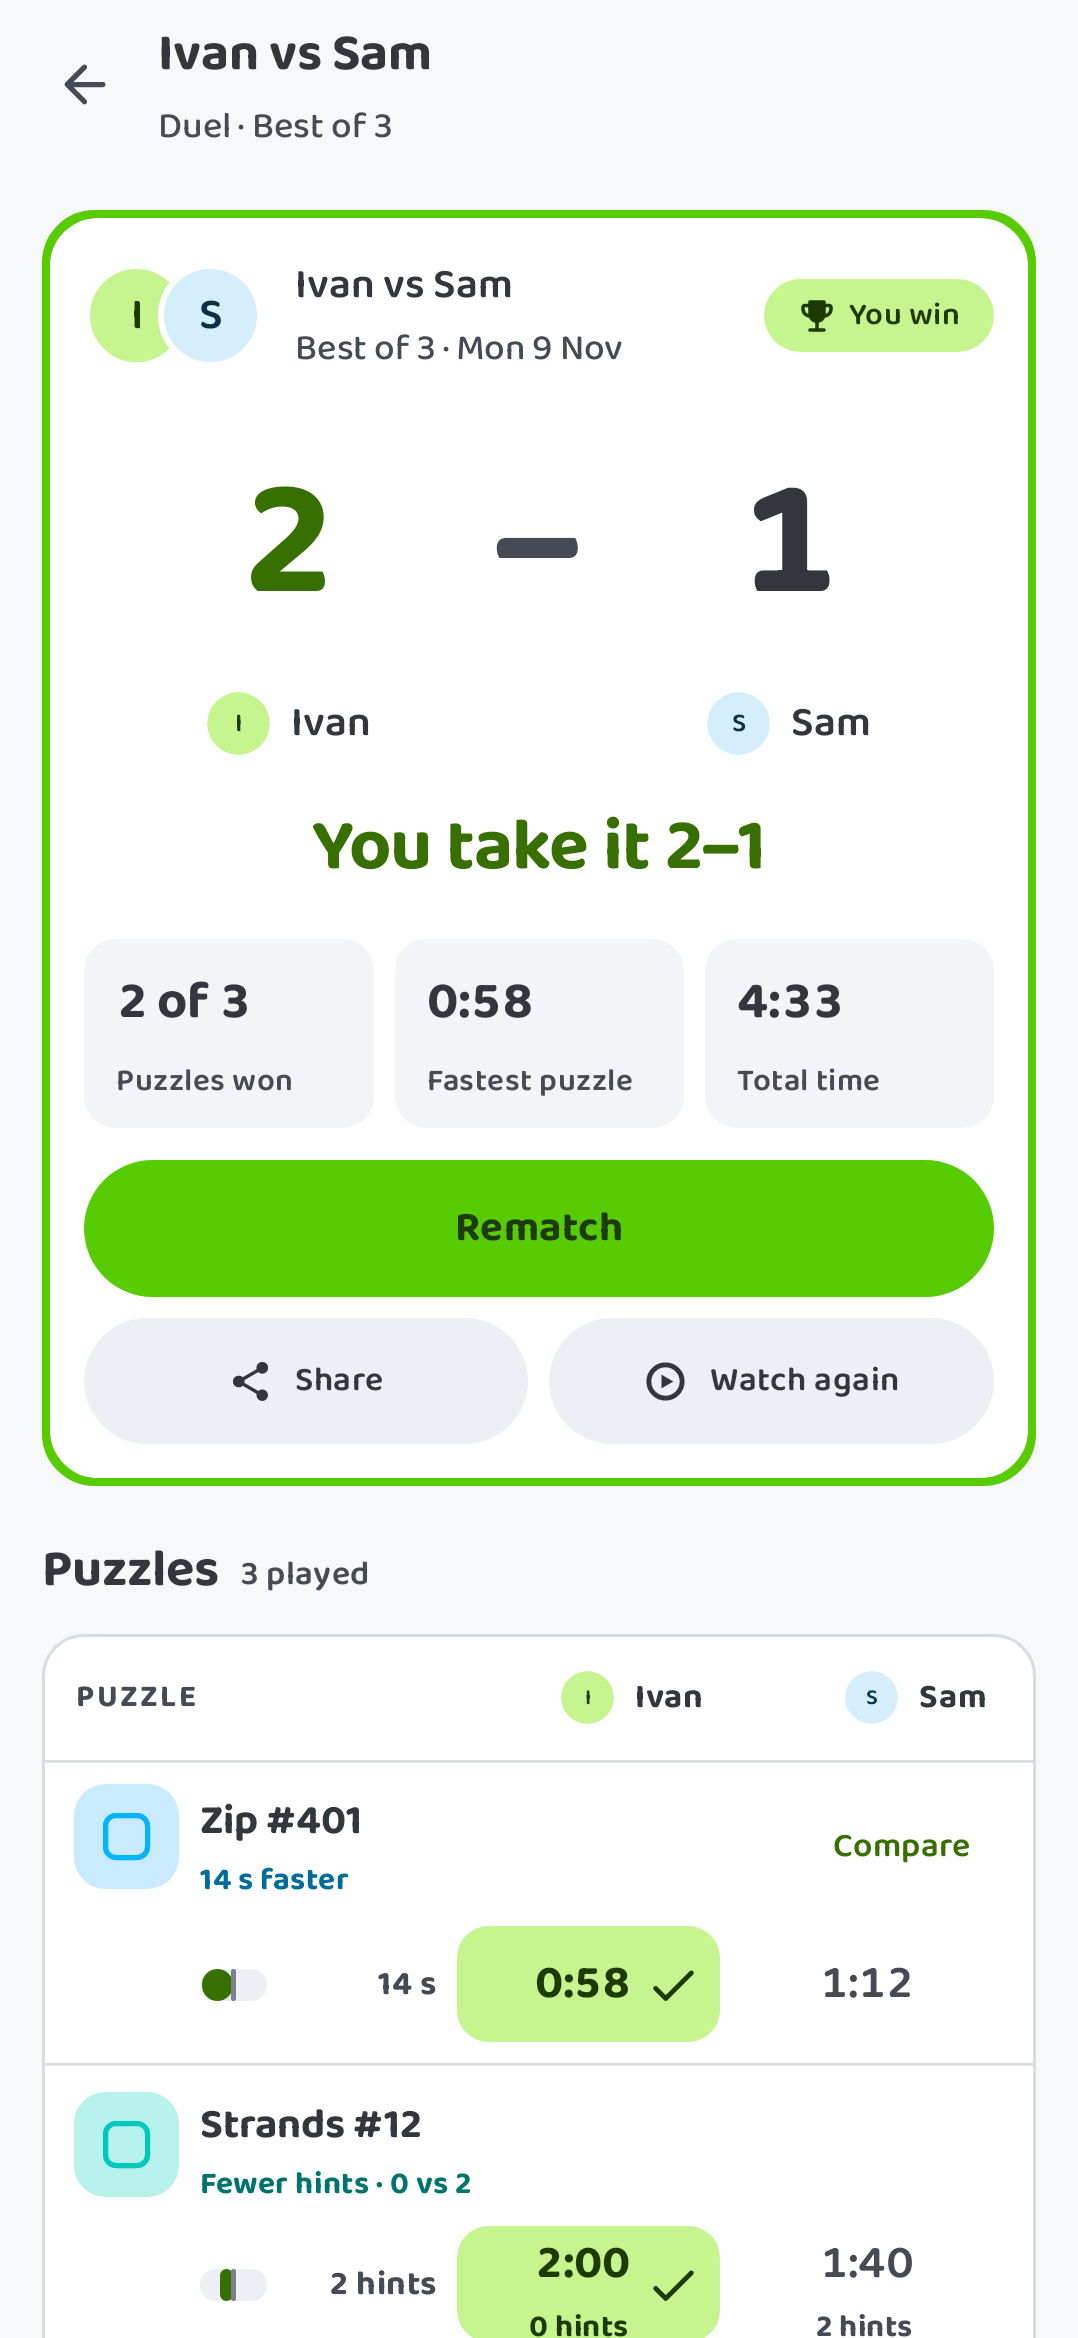 Ivan vs Sam
Duel · Best of 3
I
S
Ivan vs Sam
Best of 3 · Mon 9 Nov
You win
2 – 1
I Ivan
S Sam
You take it 2–1
2 of 3
Puzzles won
0:58
Fastest puzzle
4:33
Total time
Rematch
Share
Watch again
Puzzles 3 played
PUZZLE
I Ivan
S Sam
Zip #401
14 s faster
Compare
14 s
0:58
1:12
Strands #12
Fewer hints · 0 vs 2
2 hints
2:00
0 hints
1:40
2 hints